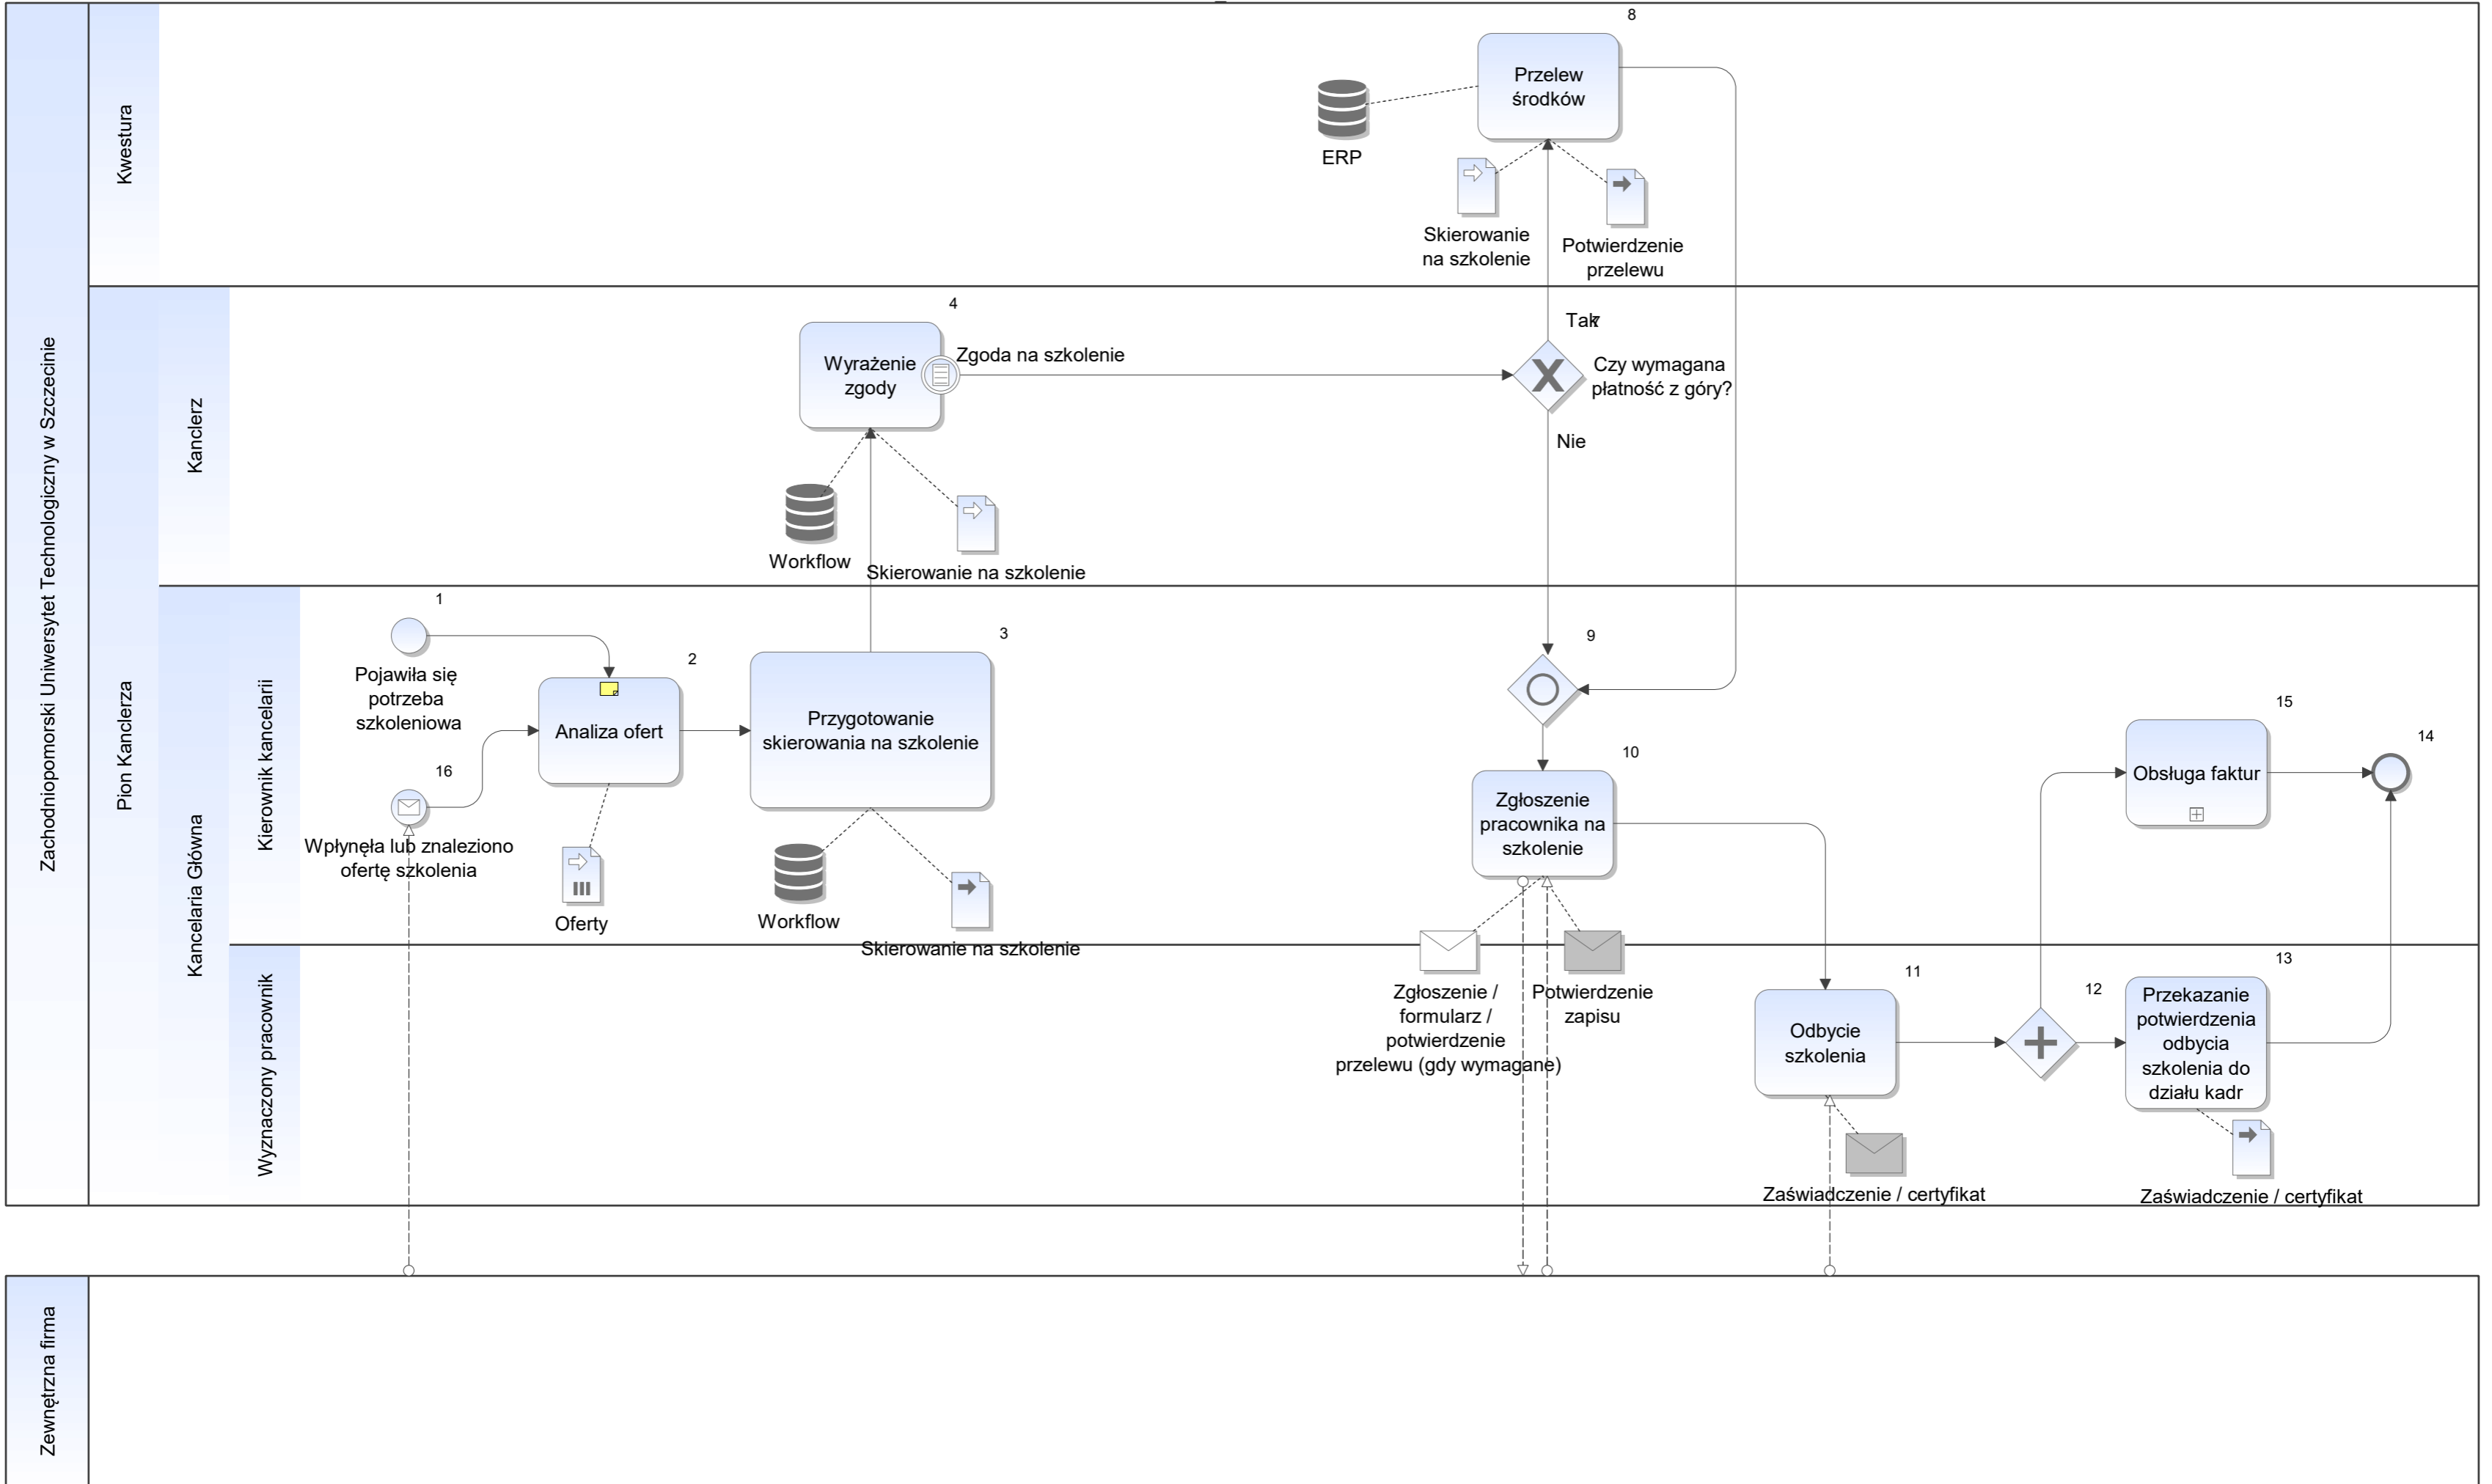 Zachodniopomorski Uniwersytet Technologiczny w Szczecinie
Kwestura
8
Przelew
środków
ERP
Skierowanie
na szkolenie
Potwierdzenie
przelewu
Pion Kanclerza
Kanclerz
4
Wyrażenie
zgody
Zgoda na szkolenie
Tak
7
Czy wymagana
płatność z góry?
Nie
Workflow
Skierowanie na szkolenie
Kancelaria Główna
Kierownik kancelarii
1
Pojawiła się
potrzeba
szkoleniowa
16
Wpłynęła lub znaleziono
ofertę szkolenia
2
Analiza ofert
Oferty
3
Przygotowanie
skierowania na szkolenie
Workflow
Skierowanie na szkolenie
9
10
Zgłoszenie
pracownika na
szkolenie
15
Obsługa faktur
14
Wyznaczony pracownik
Zgłoszenie /
formularz /
potwierdzenie
przelewu (gdy wymagane)
Potwierdzenie
zapisu
11
Odbycie
szkolenia
Zaświadczenie / certyfikat
12
13
Przekazanie
potwierdzenia
odbycia
szkolenia do
działu kadr
Zaświadczenie / certyfikat
Zewnętrzna firma